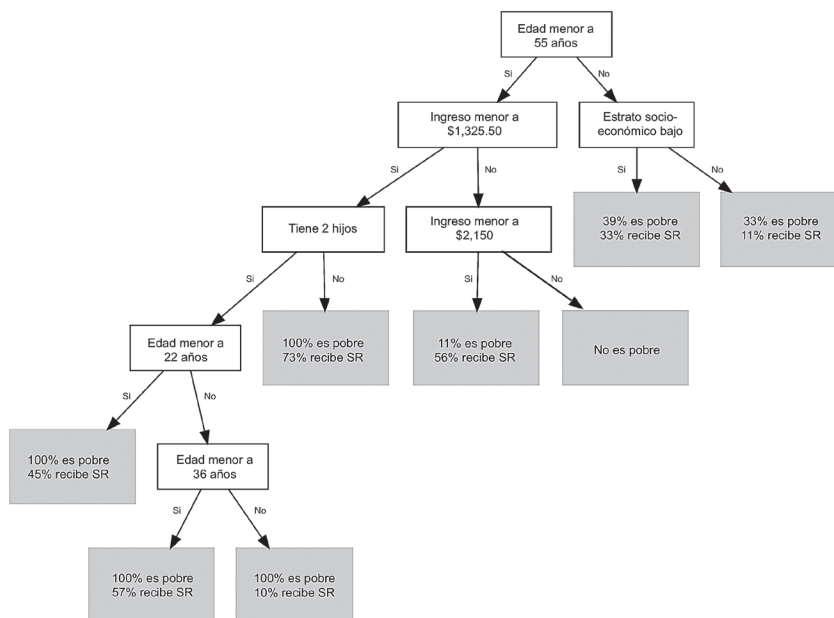 Edad menor a
55 años
Si
No
Ingreso menor a
$1,325.50
Estrato socio-
económico bajo
Si
No
Si
No
Tiene 2 hijos
Ingreso menor a
$2,150
39% es pobre
33% recibe SR
33% es pobre
11% recibe SR
Si
No
Si
No
Edad menor a
22 años
100% es pobre
73% recibe SR
11% es pobre
56% recibe SR
No es pobre
Si
No
100% es pobre
45% recibe SR
Edad menor a
36 años
Si
No
100% es pobre
57% recibe SR
100% es pobre
10% recibe SR